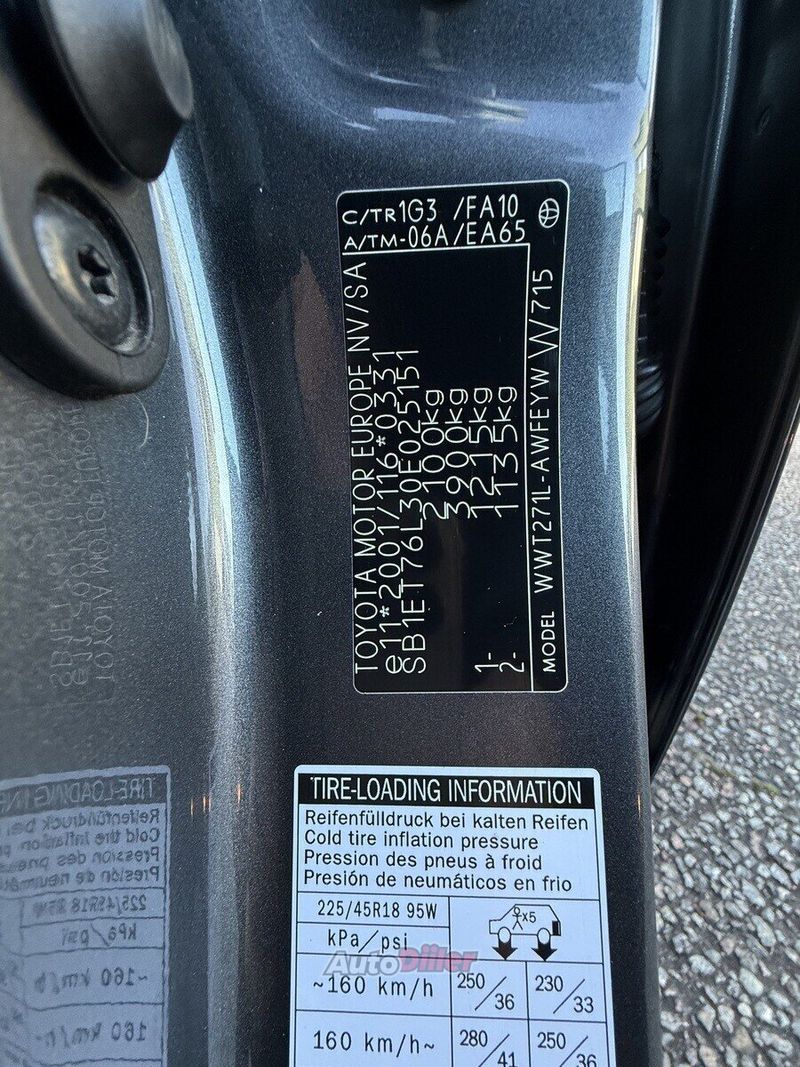 C/TR1G3 /FA10
A/TM-06A/EA65
TOYOTA MOTOR EUROPE NV/SA
e11*2001/116*0331
SB1ET76L30E025151
2100kg
3900kg
1- 1215kg
2- 1135kg
MODEL WWT271L-AWFEYW W715
TIRE-LOADING INFORMATION
Reifenfülldruck bei kalten Reifen
Cold tire inflation pressure
Pression des pneus à froid
Presión de neumáticos en frio
225/45R18 95W
x5
kPa/psi
AutoDiller
~160 km/h 250/36 230/33
160 km/h~ 280/41 250/36